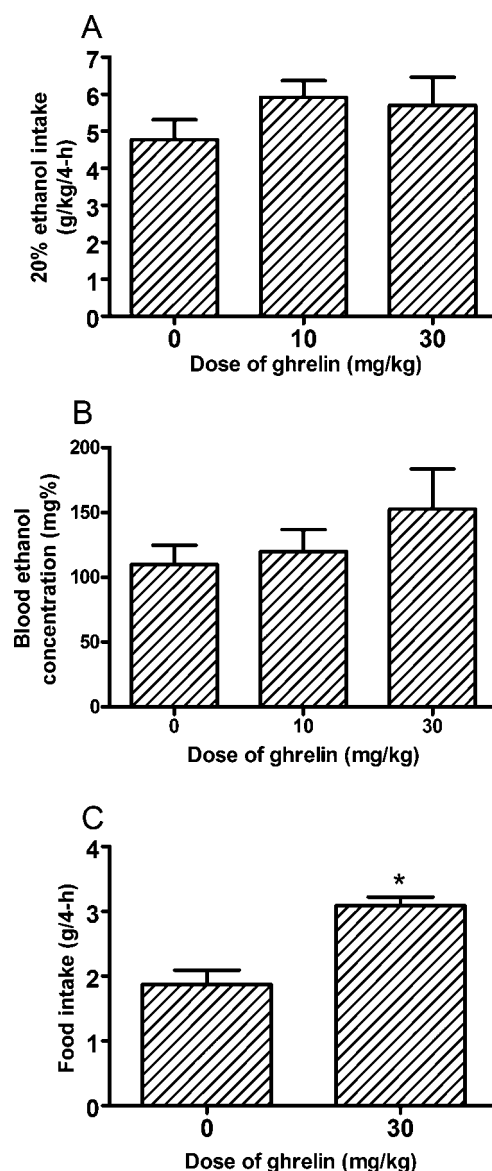 A
20% ethanol intake
(g/kg/4-h)
7
6
5
4
3
2
1
0
0 10 30
Dose of ghrelin (mg/kg)
B
Blood ethanol
concentration (mg%)
200
150
100
50
0
0 10 30
Dose of ghrelin (mg/kg)
C
Food intake (g/4-h)
4
3
2
1
0
*
0 30
Dose of ghrelin (mg/kg)